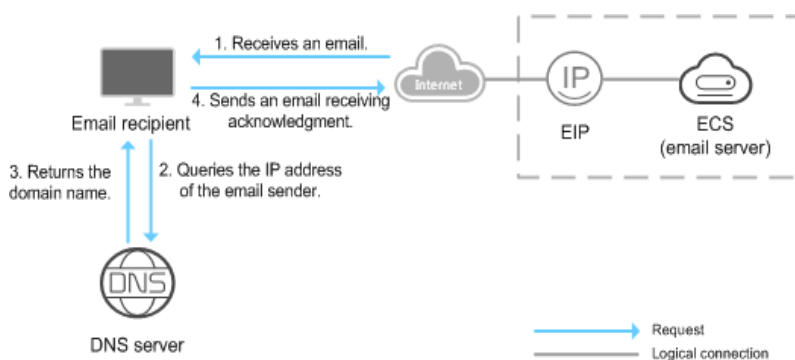 1. Receives an email.
Internet
IP
4. Sends an email receiving
acknowledgment.
Email recipient
EIP
ECS
(email server)
3. Returns the
domain name.
2. Queries the IP address
of the email sender.
DNS
DNS server
Request
Logical connection